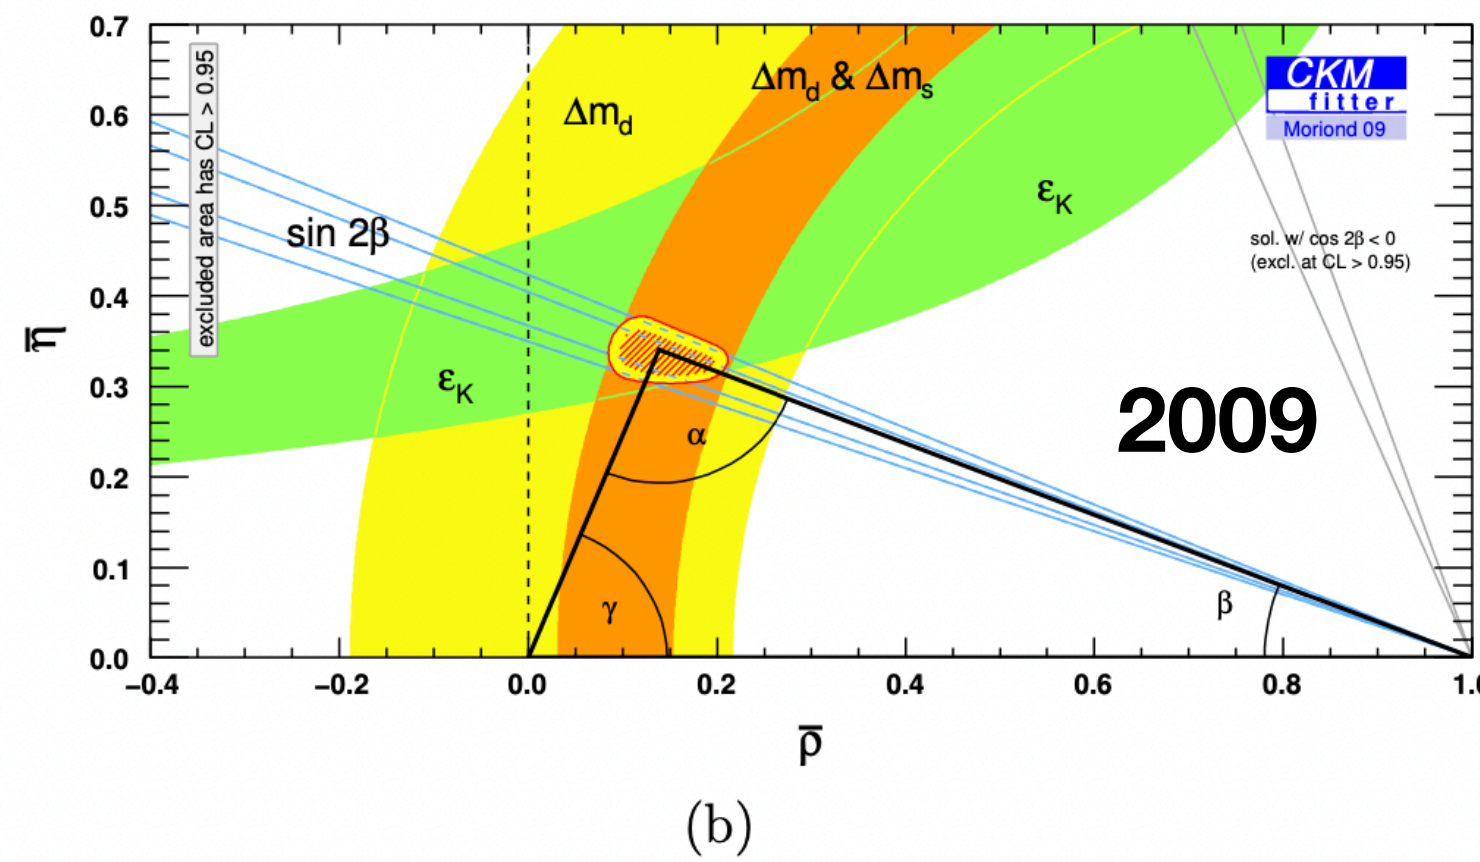 0.7
0.6
0.5
0.4
0.3
0.2
0.1
0.0
−0.4
−0.2
0.0
0.2
0.4
0.6
0.8
1.0
η̅
ρ̅
excluded area has CL > 0.95
Δm_d
Δm_d & Δm_s
ε_K
ε_K
sin 2β
CKM
fitter
Moriond 09
sol. w/ cos 2β < 0
(excl. at CL > 0.95)
2009
α
γ
β
(b)